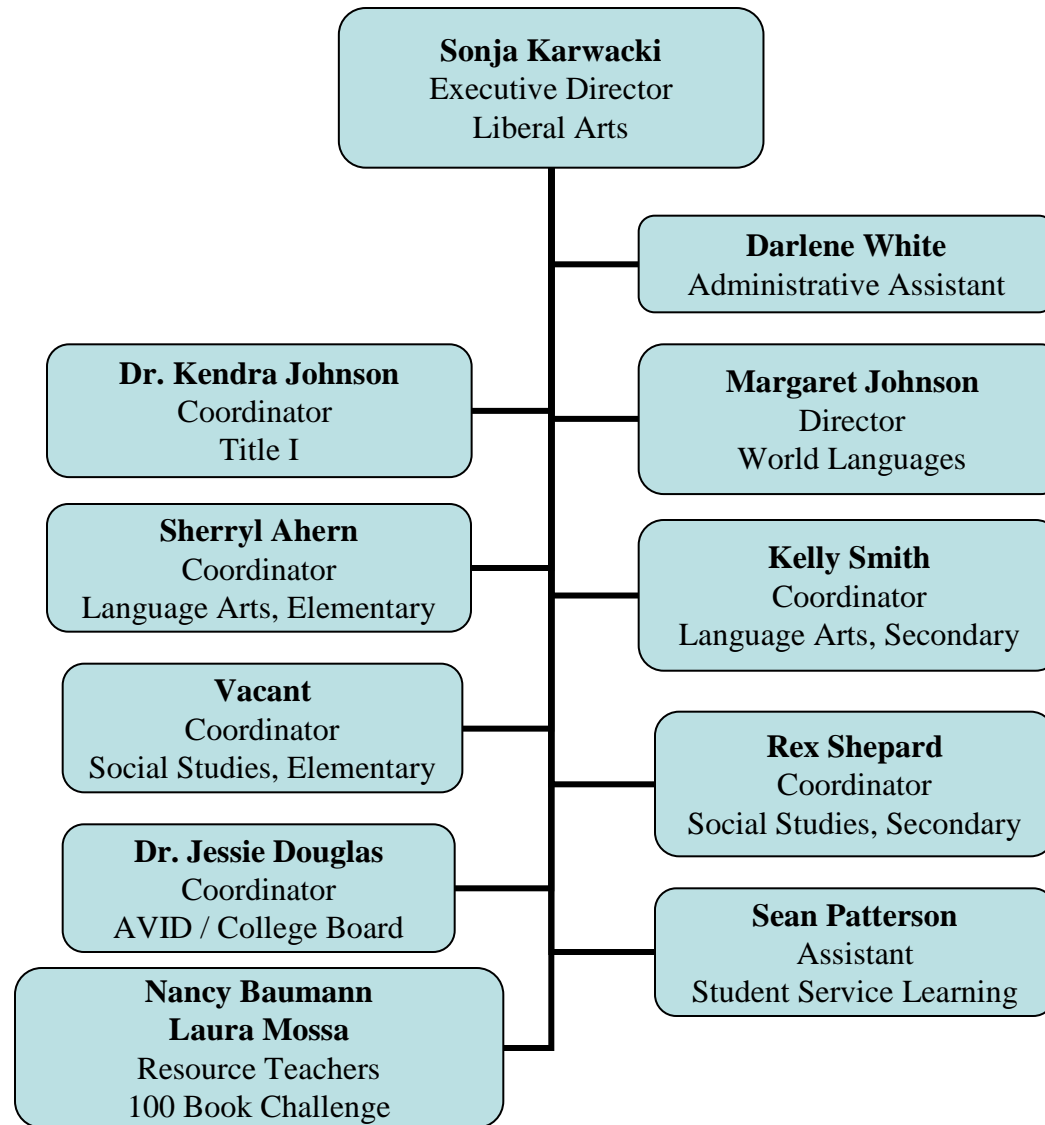 Sonja Karwacki
Executive Director
Liberal Arts
Darlene White
Administrative Assistant
Dr. Kendra Johnson
Coordinator
Title I
Margaret Johnson
Director
World Languages
Sherryl Ahern
Coordinator
Language Arts, Elementary
Kelly Smith
Coordinator
Language Arts, Secondary
Vacant
Coordinator
Social Studies, Elementary
Rex Shepard
Coordinator
Social Studies, Secondary
Dr. Jessie Douglas
Coordinator
AVID / College Board
Sean Patterson
Assistant
Student Service Learning
Nancy Baumann
Laura Mossa
Resource Teachers
100 Book Challenge